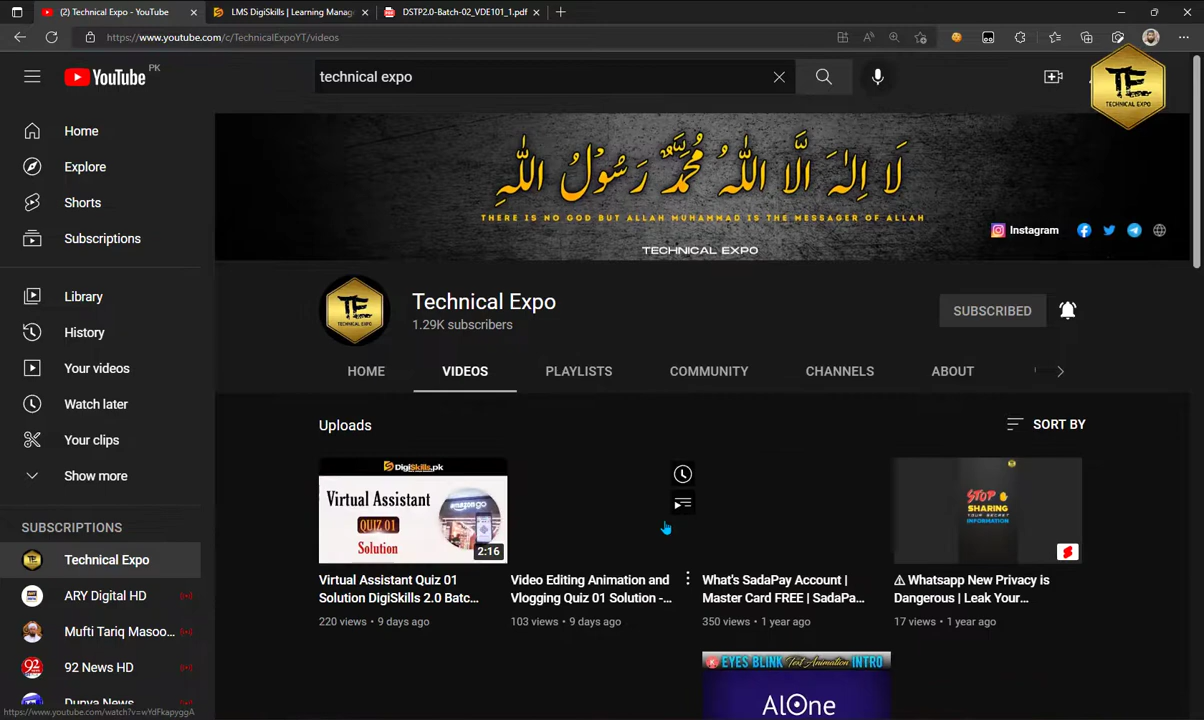 (2) Technical Expo - YouTube
LMS DigiSkills | Learning Manag
DSTP2.0-Batch-02_VDE101_1.pdf
https://www.youtube.com/c/TechnicalExpoYT/videos
YouTube PK
technical expo
TECHNICAL EXPO
Home
Explore
Shorts
Subscriptions
Library
History
Your videos
Watch later
Your clips
Show more
SUBSCRIPTIONS
Technical Expo
ARY Digital HD
Mufti Tariq Masoo...
92 News HD
Dunya News
https://www.youtube.com/watch?v=wYdFkapyggA
لَا اِلٰهَ اِلَّا اللّٰهُ مُحَمَّدٌ رَسُوْلُ اللّٰهِ
THERE IS NO GOD BUT ALLAH MUHAMMAD IS THE MESSAGER OF ALLAH
TECHNICAL EXPO
Instagram
TECHNICAL EXPO
Technical Expo
1.29K subscribers
SUBSCRIBED
HOME
VIDEOS
PLAYLISTS
COMMUNITY
CHANNELS
ABOUT
Uploads
SORT BY
DigiSkills.pk
Virtual Assistant
QUIZ 01
Solution
2:16
Virtual Assistant Quiz 01
Solution DigiSkills 2.0 Batc...
220 views • 9 days ago
Video Editing Animation and
Vlogging Quiz 01 Solution -...
103 views • 9 days ago
What's SadaPay Account |
Master Card FREE | SadaPa...
350 views • 1 year ago
STOP
SHARING
YOUR SECRET
INFORMATION
⚠ Whatsapp New Privacy is
Dangerous | Leak Your...
17 views • 1 year ago
EYES BLINK Text Animation INTRO
AlOne